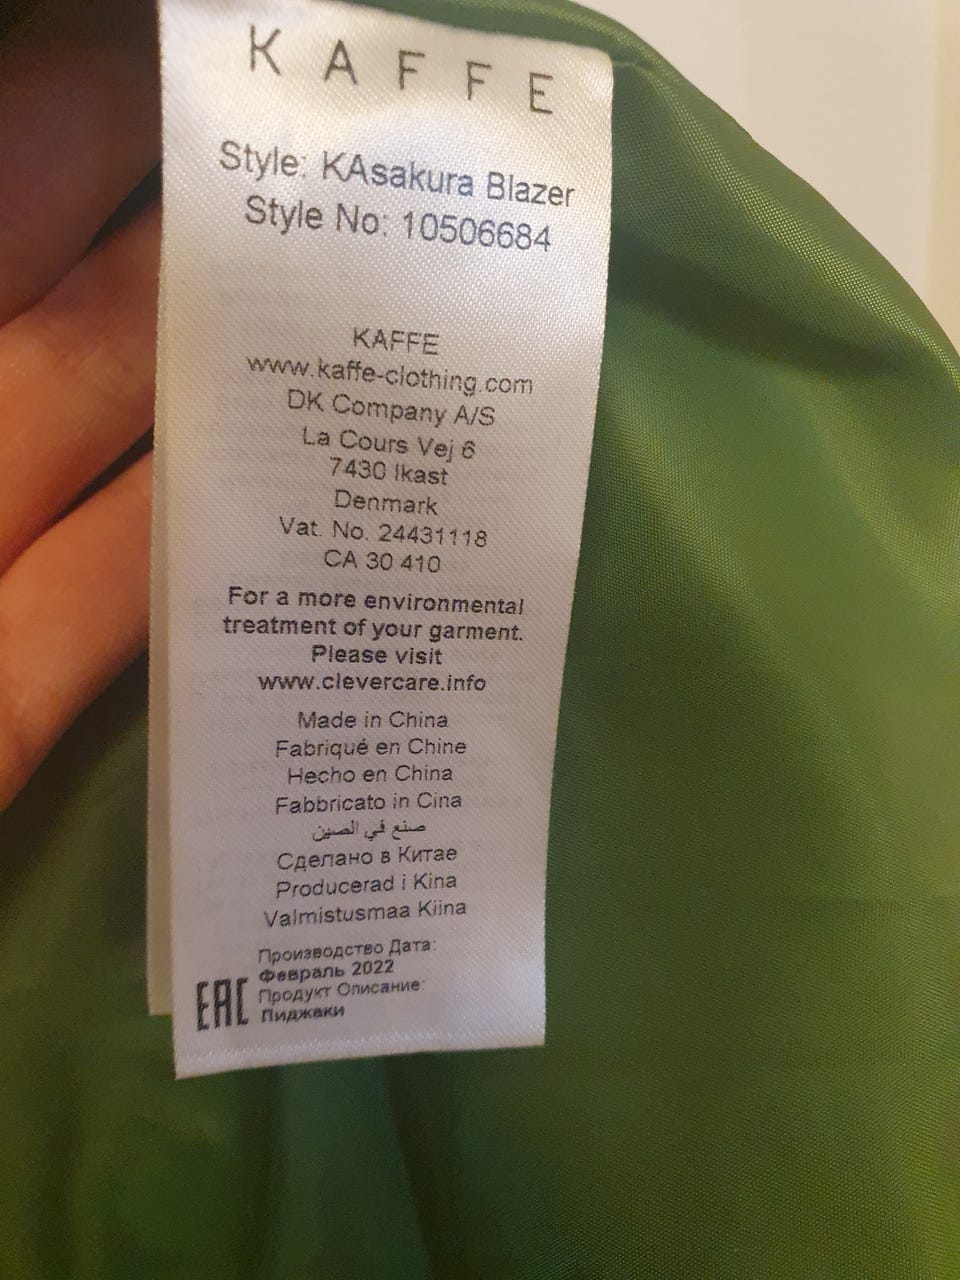 KAFFE
Style: KAsakura Blazer
Style No: 10506684
KAFFE
www.kaffe-clothing.com
DK Company A/S
La Cours Vej 6
7430 Ikast
Denmark
Vat. No. 24431118
CA 30 410
For a more environmental
treatment of your garment.
Please visit
www.clevercare.info
Made in China
Fabriqué en Chine
Hecho en China
Fabbricato in Cina
صنع في الصين
Сделано в Китае
Producerad i Kina
Valmistusmaa Kiina
Производство Дата:
Февраль 2022
Продукт Описание:
Пиджаки
EAC